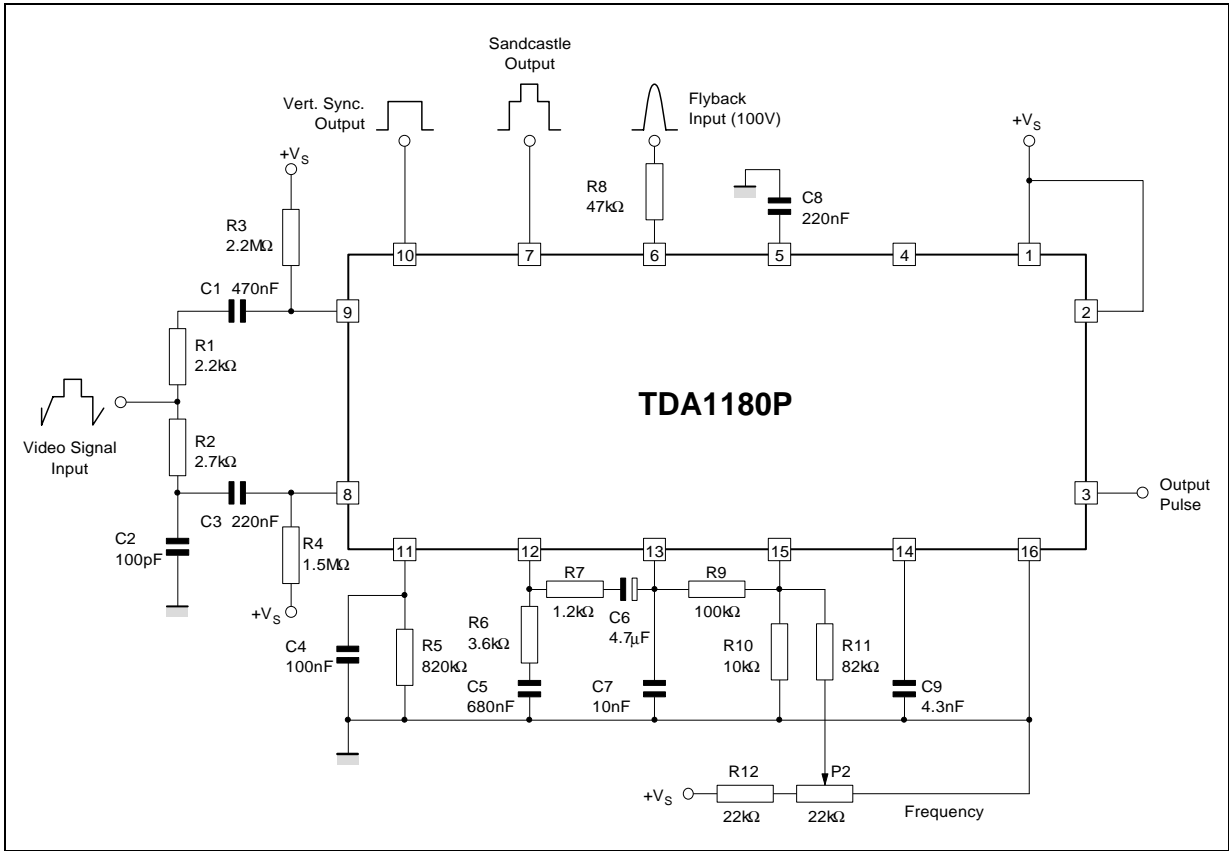 Sandcastle
Output
Vert. Sync.
Output
Flyback
Input (100V)
+VS
+VS
R8
47kΩ
C8
220nF
R3
2.2MΩ
10
7
6
5
4
1
C1 470nF
9
2
R1
2.2kΩ
TDA1180P
Video Signal
Input
R2
2.7kΩ
8
3
Output
Pulse
C3 220nF
C2
100pF
R4
1.5MΩ
+VS
11
12
13
15
14
16
R7
1.2kΩ
C6
4.7µF
R9
100kΩ
C4
100nF
R5
820kΩ
R6
3.6kΩ
C5
680nF
C7
10nF
R10
10kΩ
R11
82kΩ
C9
4.3nF
+VS
R12
22kΩ
P2
22kΩ
Frequency